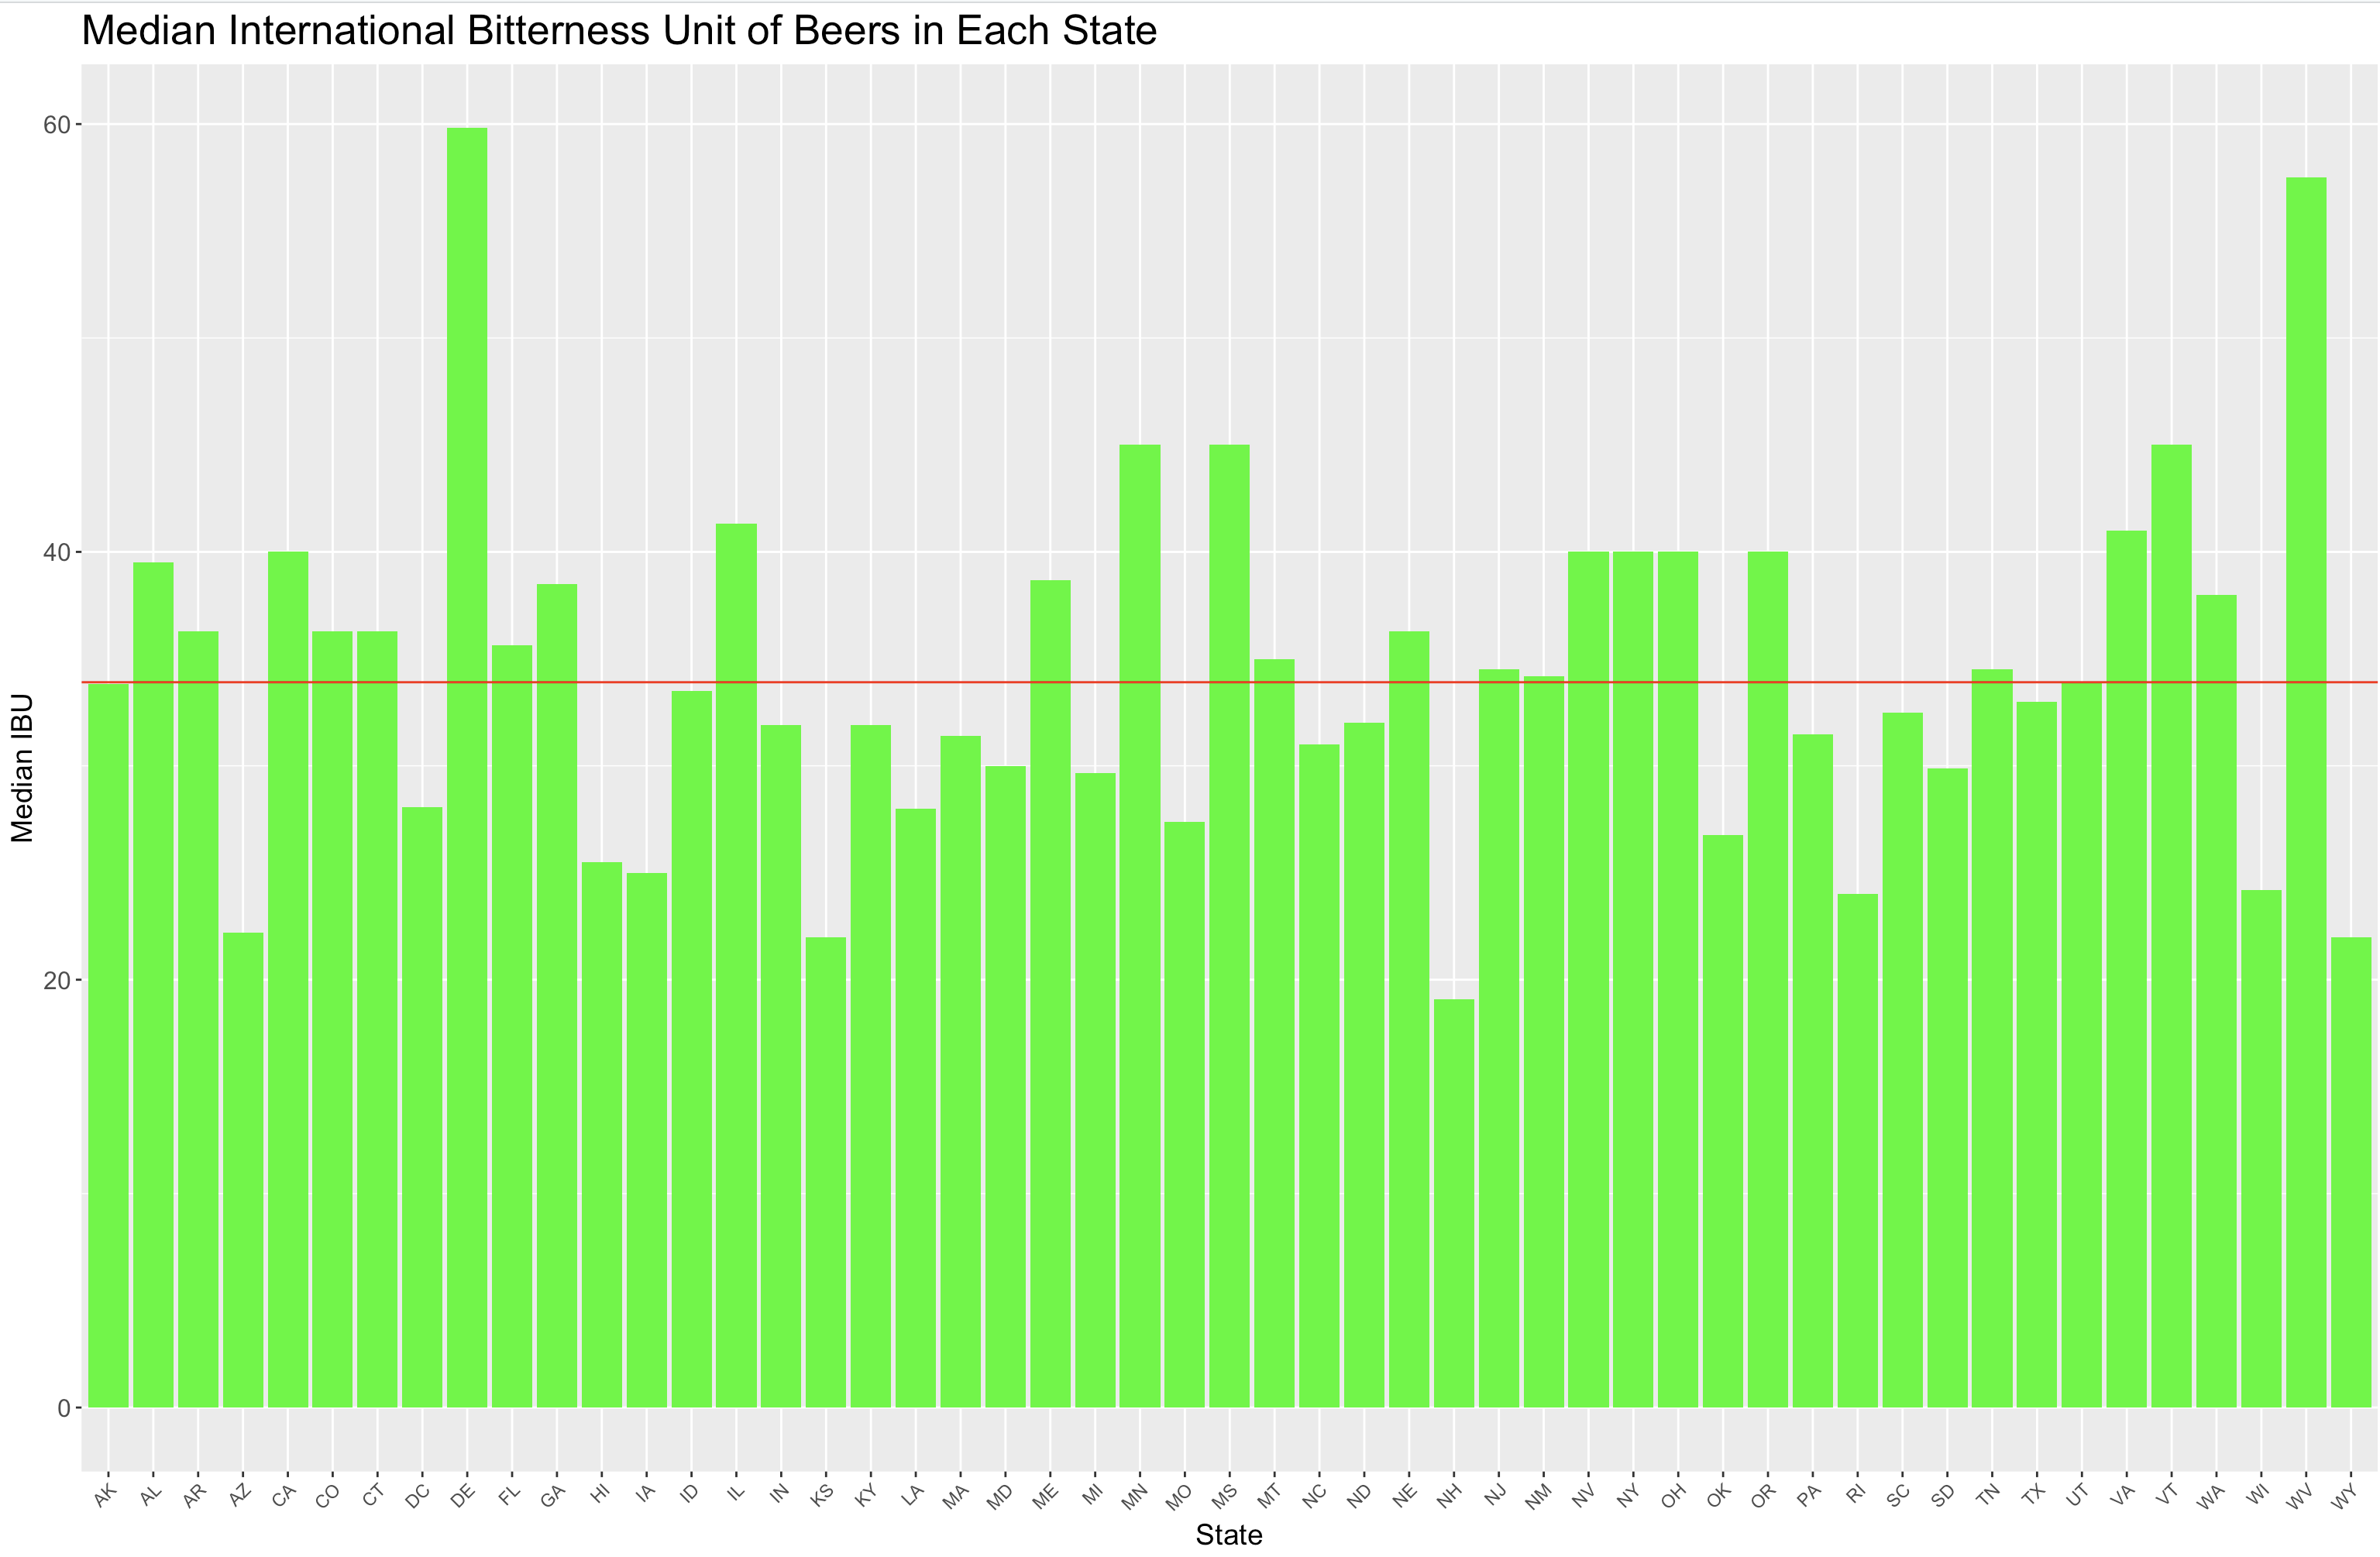 Median International Bitterness Unit of Beers in Each State
60
40
20
0
Median IBU
AK AL AR AZ CA CO CT DC DE FL GA HI IA ID IL IN KS KY LA MA MD ME MI MN MO MS MT NC ND NE NH NJ NM NV NY OH OK OR PA RI SC SD TN TX UT VA VT WA WI WV WY
State